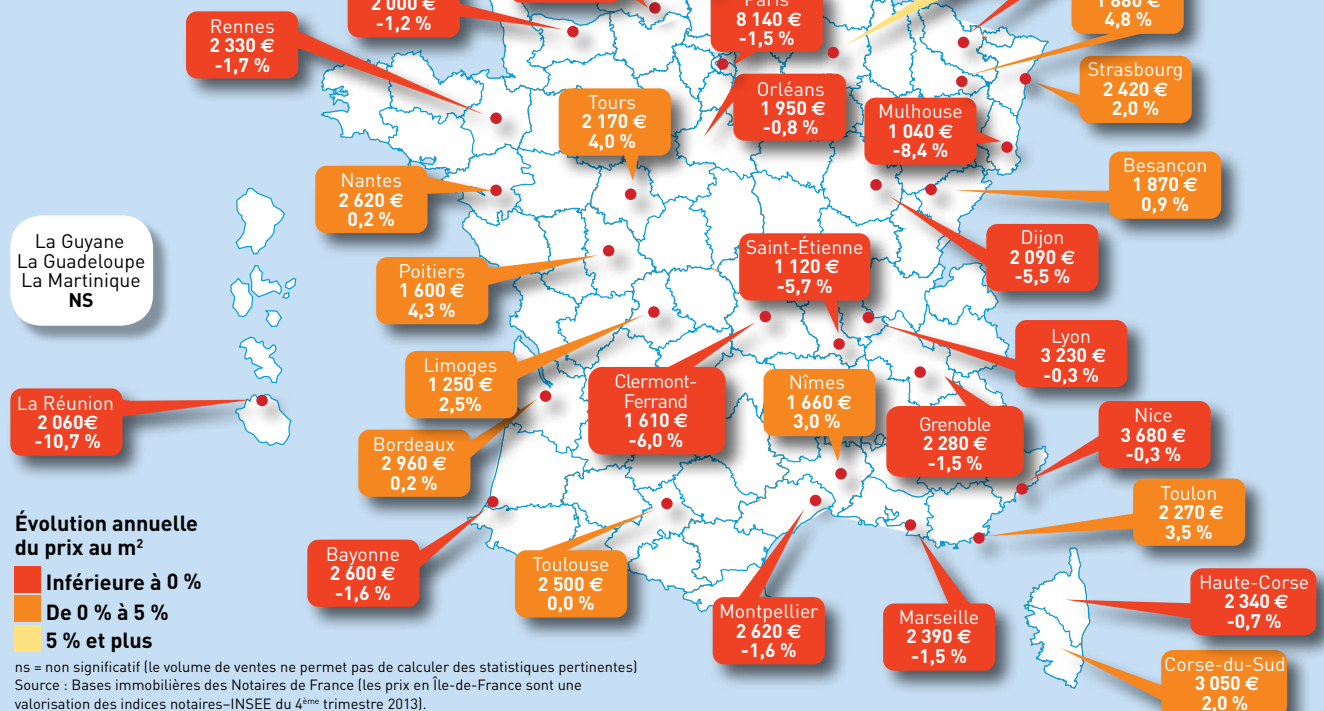 2 000 €
-1,2 %
Paris
8 140 €
-1,5 %
1 880 €
4,8 %
Rennes
2 330 €
-1,7 %
Strasbourg
2 420 €
2,0 %
Tours
2 170 €
4,0 %
Orléans
1 950 €
-0,8 %
Mulhouse
1 040 €
-8,4 %
Besançon
1 870 €
0,9 %
Nantes
2 620 €
0,2 %
La Guyane
La Guadeloupe
La Martinique
NS
Dijon
2 090 €
-5,5 %
Saint-Étienne
1 120 €
-5,7 %
Poitiers
1 600 €
4,3 %
Lyon
3 230 €
-0,3 %
Limoges
1 250 €
2,5%
Clermont-
Ferrand
1 610 €
-6,0 %
Nîmes
1 660 €
3,0 %
La Réunion
2 060€
-10,7 %
Grenoble
2 280 €
-1,5 %
Nice
3 680 €
-0,3 %
Bordeaux
2 960 €
0,2 %
Toulon
2 270 €
3,5 %
Bayonne
2 600 €
-1,6 %
Toulouse
2 500 €
0,0 %
Montpellier
2 620 €
-1,6 %
Marseille
2 390 €
-1,5 %
Haute-Corse
2 340 €
-0,7 %
Corse-du-Sud
3 050 €
2,0 %
Évolution annuelle
du prix au m²
Inférieure à 0 %
De 0 % à 5 %
5 % et plus
ns = non significatif (le volume de ventes ne permet pas de calculer des statistiques pertinentes)
Source : Bases immobilières des Notaires de France (les prix en Île-de-France sont une
valorisation des indices notaires–INSEE du 4ème trimestre 2013).